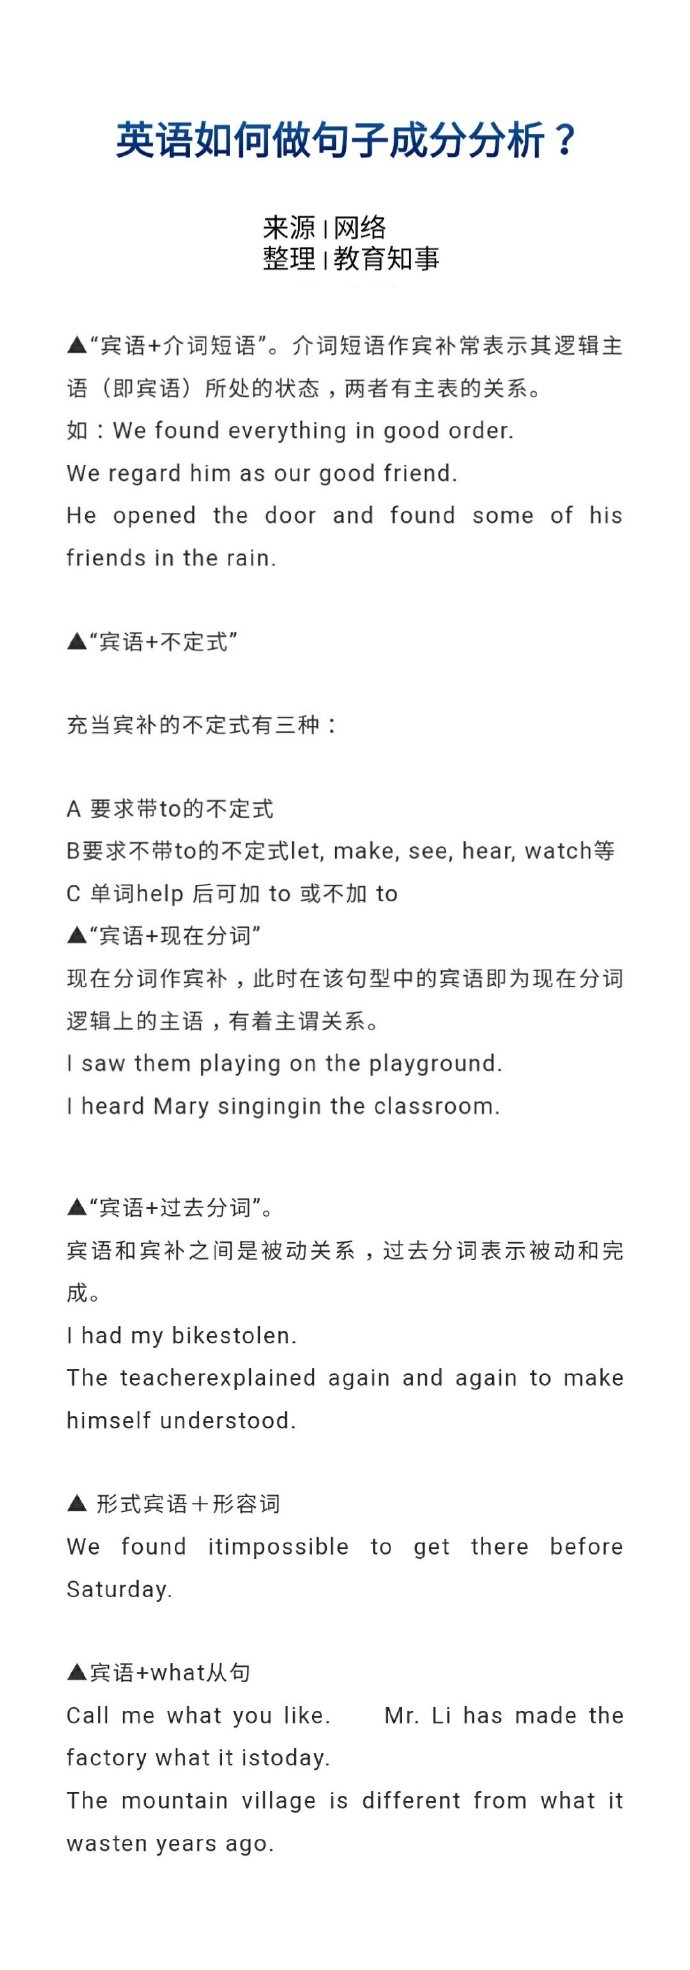 英语如何做句子成分分析？
来源 | 网络
整理 | 教育知事
▲“宾语+介词短语”。介词短语作宾补常表示其逻辑主
语（即宾语）所处的状态，两者有主表的关系。
如：We found everything in good order.
We regard him as our good friend.
He opened the door and found some of his
friends in the rain.
▲“宾语+不定式”
充当宾补的不定式有三种：
A 要求带to的不定式
B要求不带to的不定式let, make, see, hear, watch等
C 单词help 后可加 to 或不加 to
▲“宾语+现在分词”
现在分词作宾补，此时在该句型中的宾语即为现在分词
逻辑上的主语，有着主谓关系。
I saw them playing on the playground.
I heard Mary singingin the classroom.
▲“宾语+过去分词”。
宾语和宾补之间是被动关系，过去分词表示被动和完
成。
I had my bikestolen.
The teacherexplained again and again to make
himself understood.
▲ 形式宾语＋形容词
We found itimpossible to get there before
Saturday.
▲宾语+what从句
Call me what you like. Mr. Li has made the
factory what it istoday.
The mountain village is different from what it
wasten years ago.